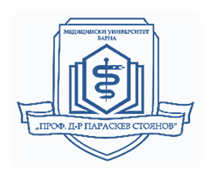 МЕДИЦИНСКИ УНИВЕРСИТЕТ
ВАРНА
„ПРОФ. Д-Р ПАРАСКЕВ СТОЯНОВ“